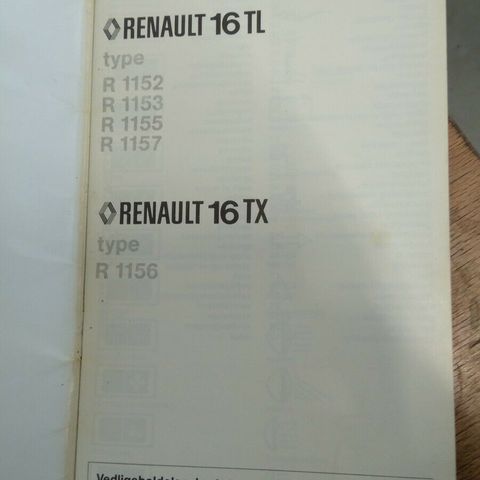 RENAULT 16 TL
type
R 1152
R 1153
R 1155
R 1157
RENAULT 16 TX
type
R 1156